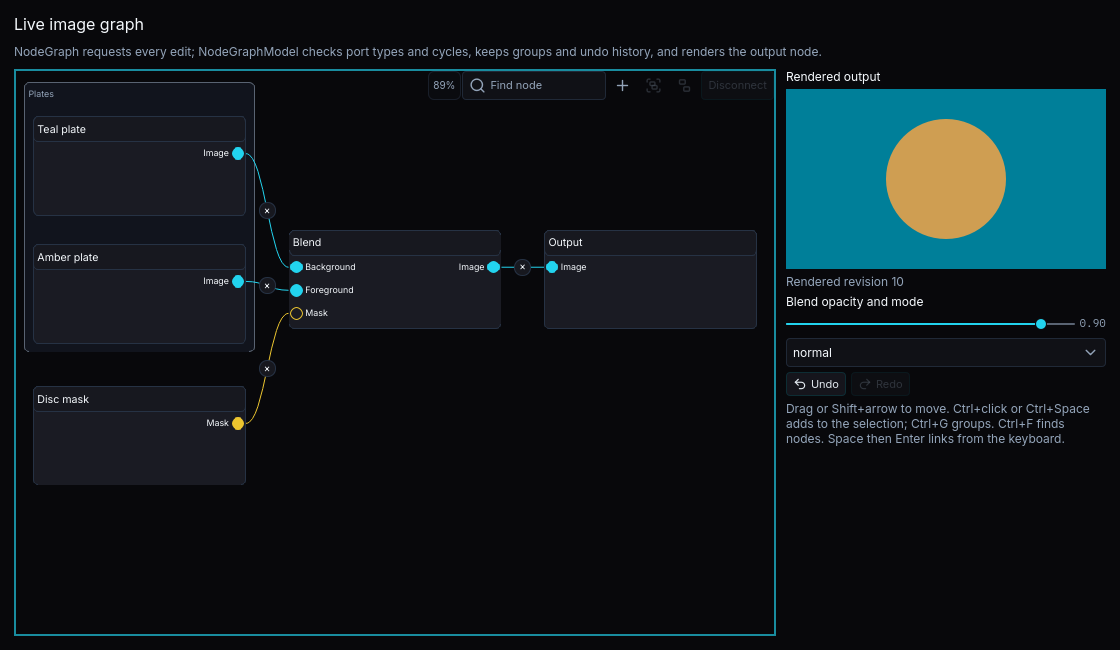 Live image graph
NodeGraph requests every edit; NodeGraphModel checks port types and cycles, keeps groups and undo history, and renders the output node.
89%
Find node
Disconnect
Plates
Teal plate
Image
Amber plate
Image
Disc mask
Mask
Blend
Background
Image
Foreground
Mask
Output
Image
Rendered output
Rendered revision 10
Blend opacity and mode
0.90
normal
Undo
Redo
Drag or Shift+arrow to move. Ctrl+click or Ctrl+Space
adds to the selection; Ctrl+G groups. Ctrl+F finds
nodes. Space then Enter links from the keyboard.